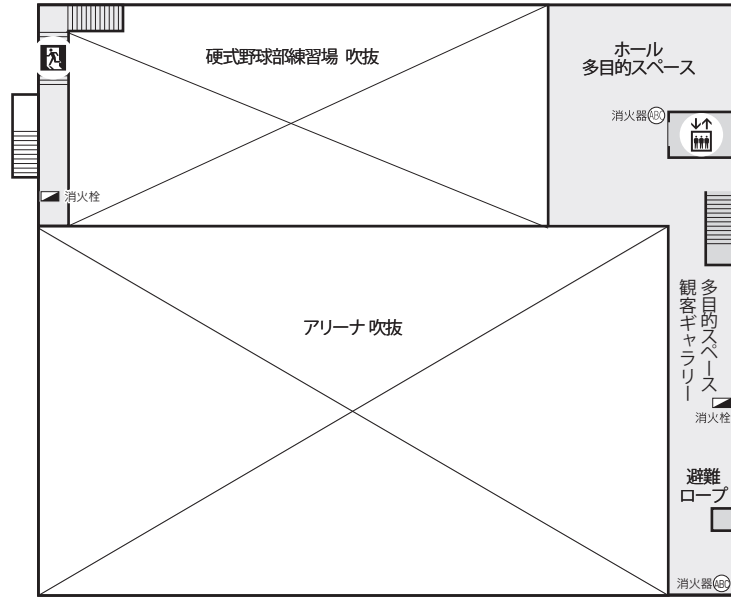 硬式野球部練習場 吹抜
ホール
多目的スペース
消火器ABC
消火栓
アリーナ 吹抜
多目的スペース
観客ギャラリー
消火栓
避難
ロープ
消火器ABC